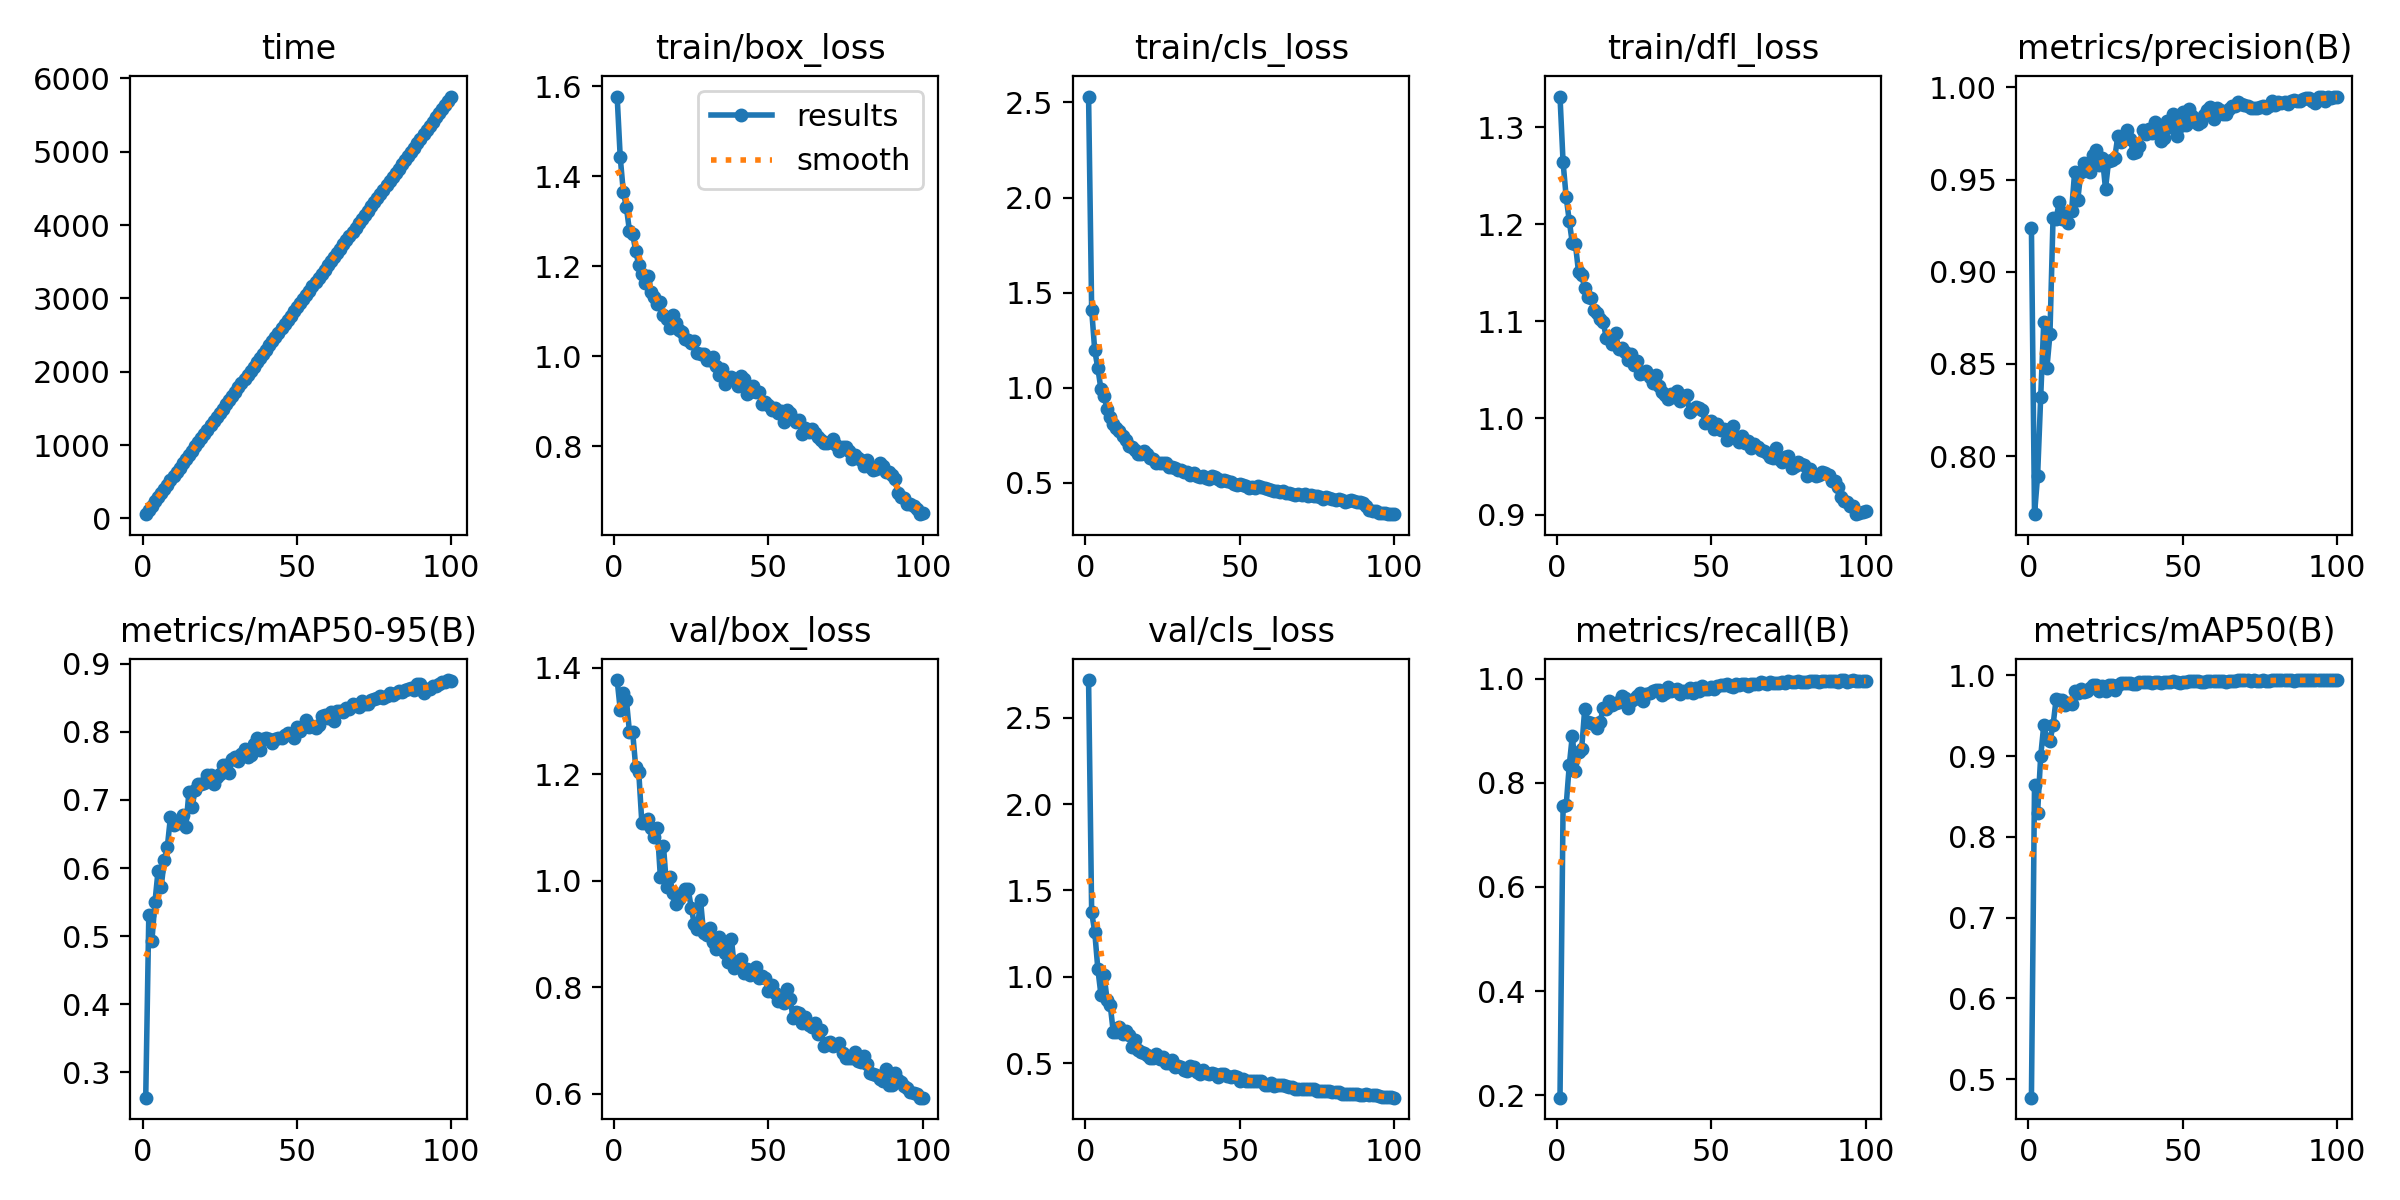 time
6000
5000
4000
3000
2000
1000
0
0 50 100
train/box_loss
results
smooth
1.6
1.4
1.2
1.0
0.8
0 50 100
train/cls_loss
2.5
2.0
1.5
1.0
0.5
0 50 100
train/dfl_loss
1.3
1.2
1.1
1.0
0.9
0 50 100
metrics/precision(B)
1.00
0.95
0.90
0.85
0.80
0 50 100
metrics/mAP50-95(B)
0.9
0.8
0.7
0.6
0.5
0.4
0.3
0 50 100
val/box_loss
1.4
1.2
1.0
0.8
0.6
0 50 100
val/cls_loss
2.5
2.0
1.5
1.0
0.5
0 50 100
metrics/recall(B)
1.0
0.8
0.6
0.4
0.2
0 50 100
metrics/mAP50(B)
1.0
0.9
0.8
0.7
0.6
0.5
0 50 100